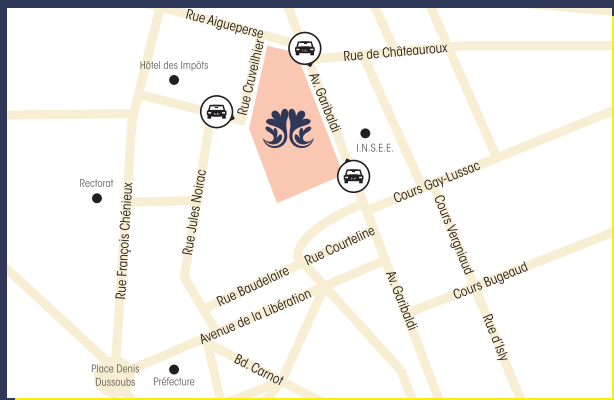 Rue Aigueperse
Rue de Châteauroux
Hôtel des Impôts
Rue Cruveilhier
Av. Garibaldi
I.N.S.E.E.
Rectorat
Rue François Chénieux
Rue Jules Noirac
Cours Gay-Lussac
Cours Vergniaud
Rue Courteline
Rue Baudelaire
Cours Bugeaud
Av. Garibaldi
Avenue de la Libération
Rue d'Isly
Place Denis
Dussoubs
Préfecture
Bd. Carnot